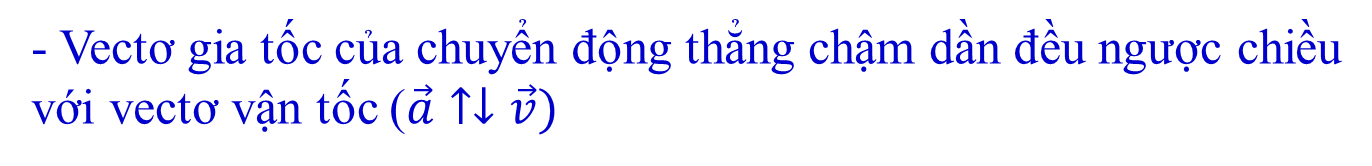 - Vectơ gia tốc của chuyển động thẳng chậm dần đều ngược chiều
với vectơ vận tốc (a⃗ ↑↓ v⃗)